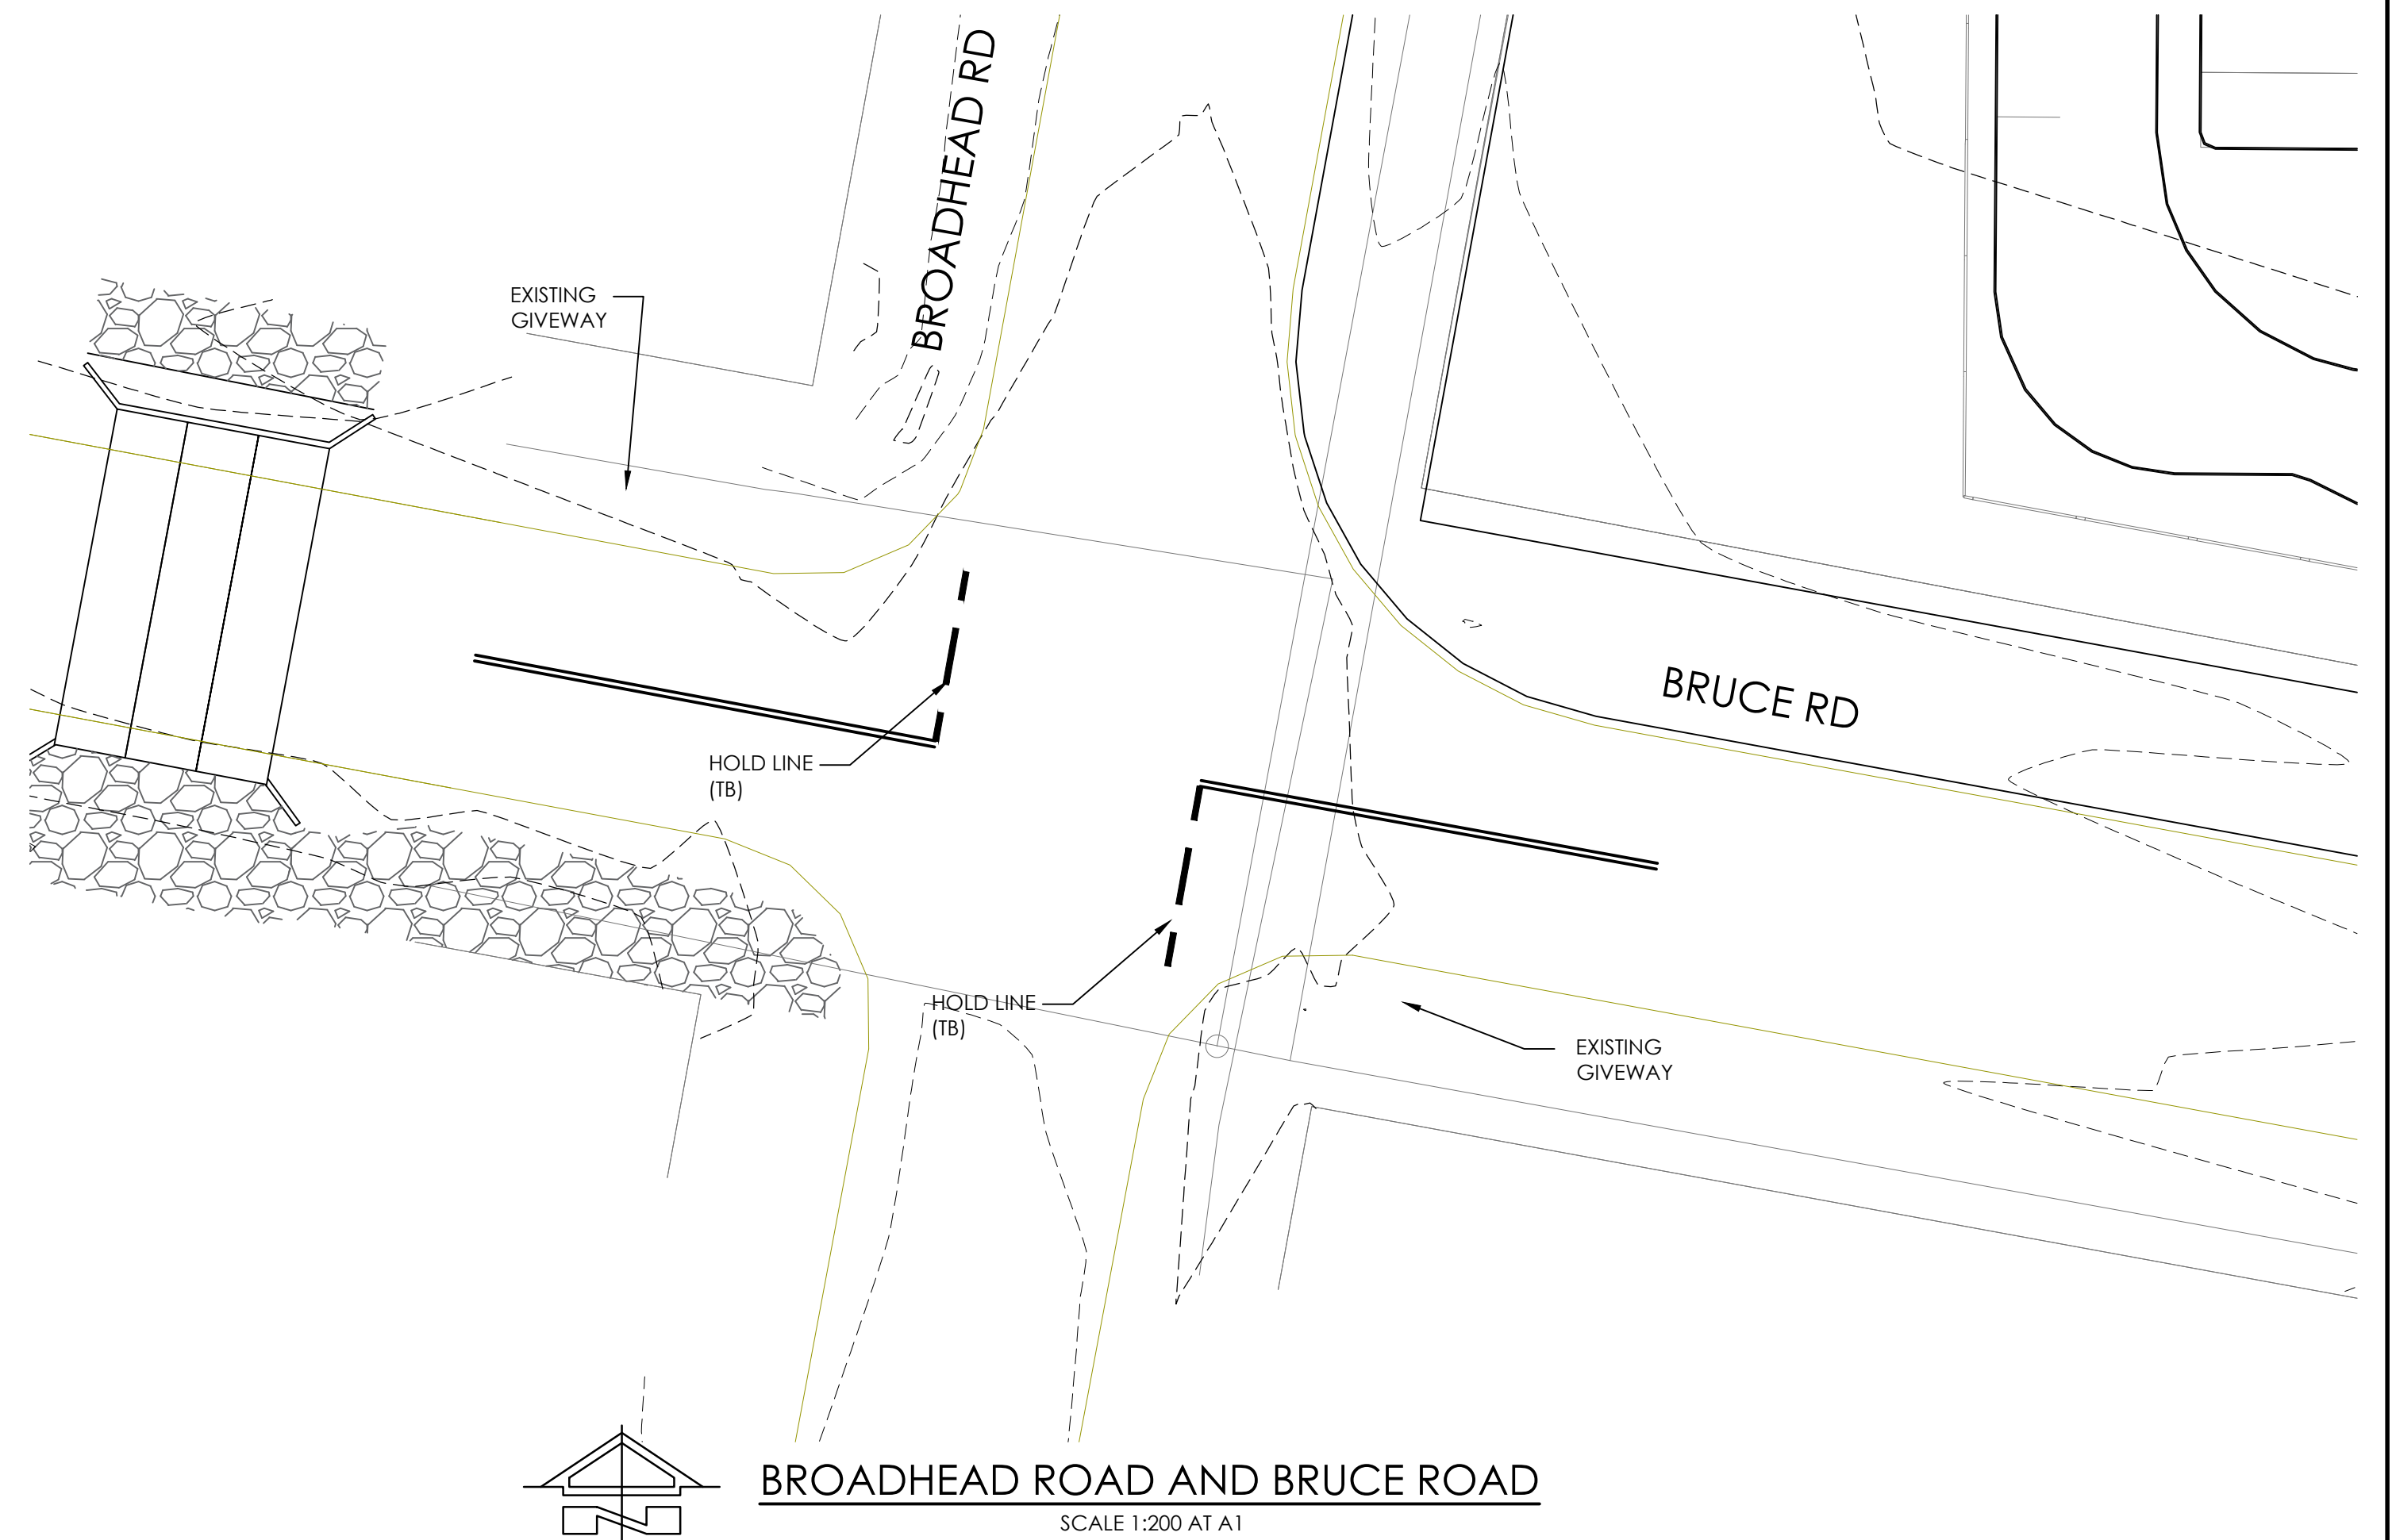 BROADHEAD RD
EXISTING
GIVEWAY
BRUCE RD
HOLD LINE
(TB)
HOLD LINE
(TB)
EXISTING
GIVEWAY
N
BROADHEAD ROAD AND BRUCE ROAD
SCALE 1:200 AT A1